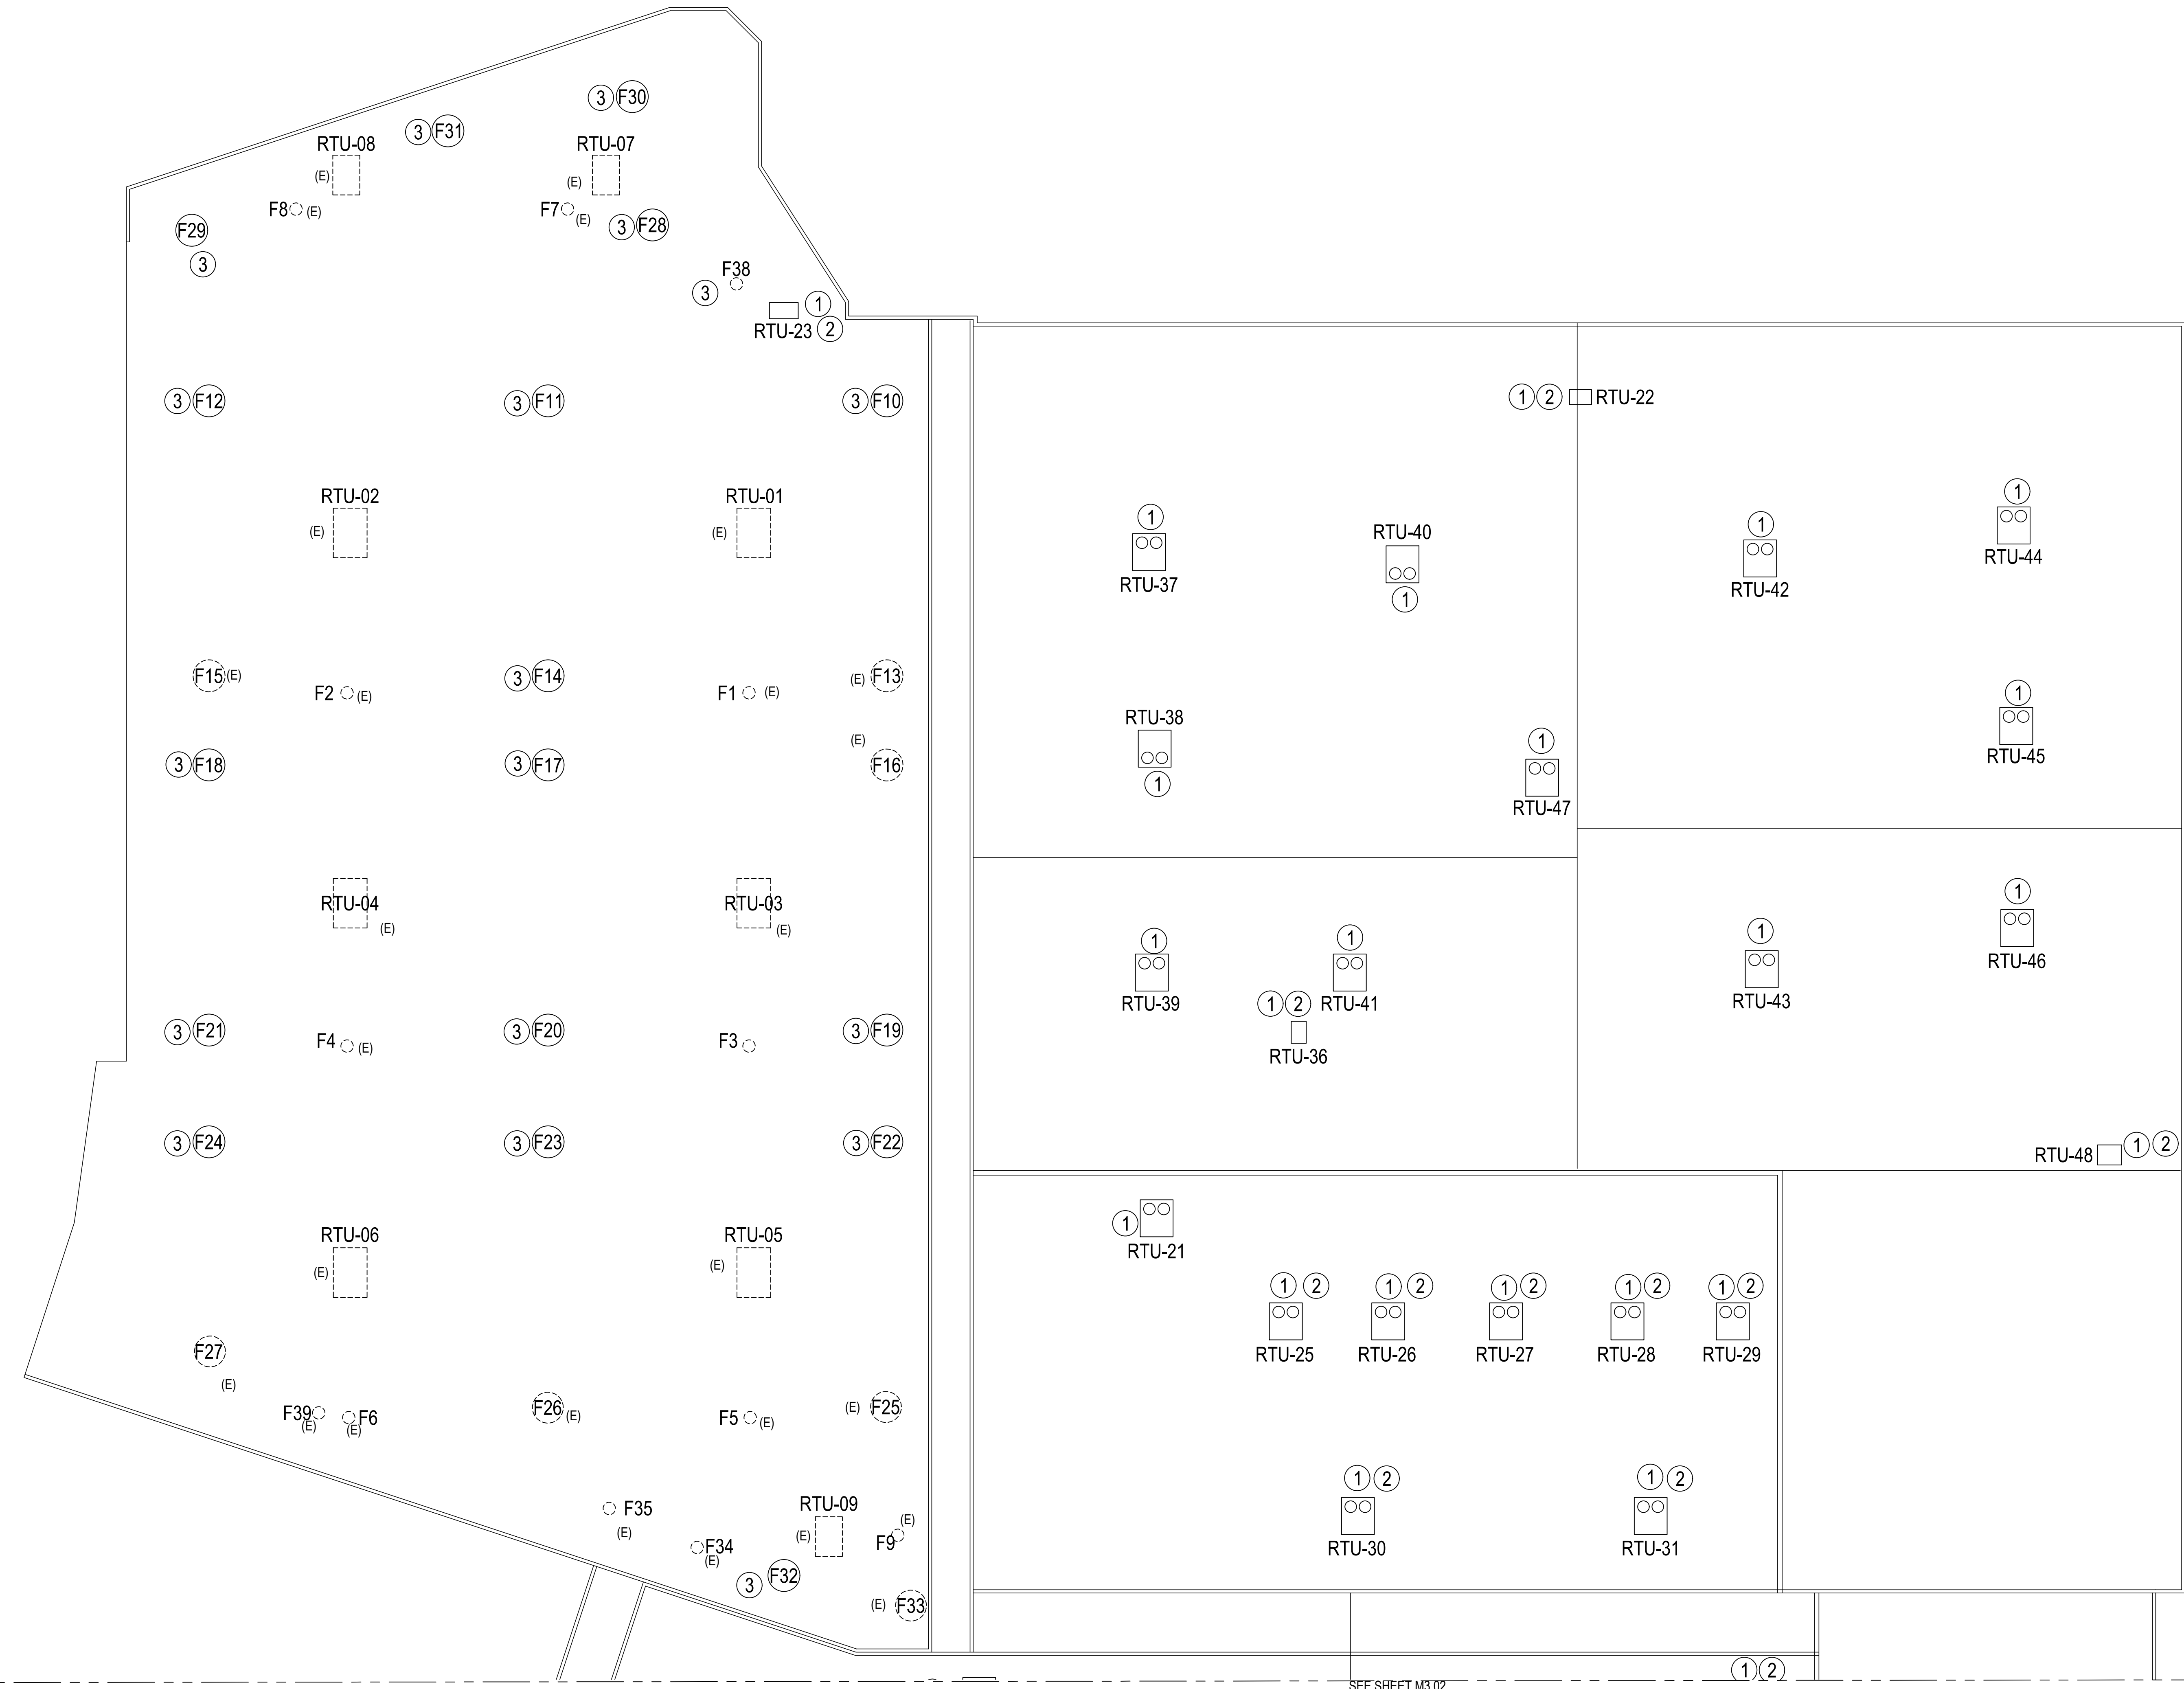 3 F30
3 F31
RTU-08
RTU-07
(E)
(E)
F8 (E)
F7 (E)
3 F28
F29
3
F38
3
1
RTU-23 2
3 F12
3 F11
3 F10
1 2 RTU-22
RTU-02
(E)
RTU-01
(E)
1
RTU-37
RTU-40
1
1
RTU-42
1
RTU-44
F15 (E)
F2 (E)
3 F14
F1 (E)
(E) F13
RTU-38
1
1
RTU-47
1
RTU-45
3 F18
3 F17
(E)
F16
RTU-04
(E)
RTU-03
(E)
1
RTU-39
1
RTU-41
1 2
RTU-36
1
RTU-43
1
RTU-46
3 F21
F4 (E)
3 F20
F3
3 F19
3 F24
3 F23
3 F22
RTU-48 1 2
RTU-06
(E)
RTU-05
(E)
1
RTU-21
1 2
RTU-25
1 2
RTU-26
1 2
RTU-27
1 2
RTU-28
1 2
RTU-29
F27
(E)
F39
(E)
F6
(E)
F26 (E)
F5 (E)
(E) F25
F35
(E)
F34
(E)
RTU-09
(E)
(E)
F9
3 F32
(E) F33
1 2
RTU-30
1 2
RTU-31
1 2
SEE SHEET M3.02